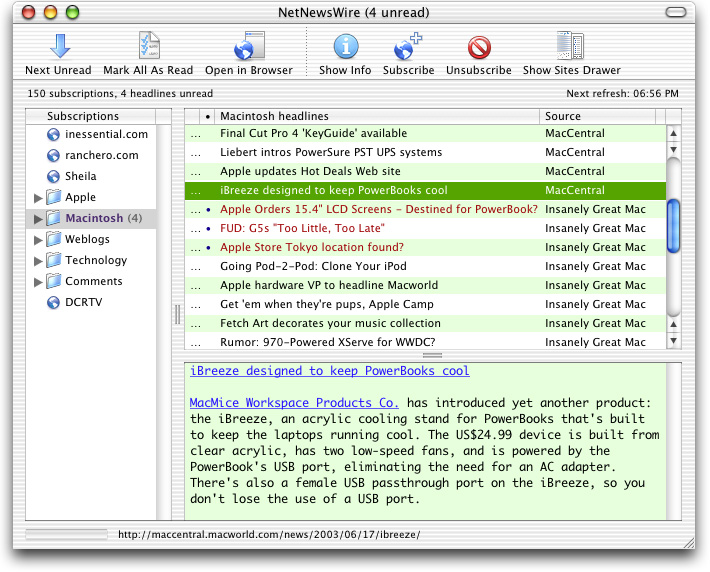 NetNewsWire (4 unread)
Next Unread Mark All As Read Open in Browser Show Info Subscribe Unsubscribe Show Sites Drawer
150 subscriptions, 4 headlines unread
Next refresh: 06:56 PM
Subscriptions
inessential.com
ranchero.com
Sheila
Apple
Macintosh (4)
Weblogs
Technology
Comments
DCRTV
• Macintosh headlines Source
... Final Cut Pro 4 'KeyGuide' available MacCentral
... Liebert intros PowerSure PST UPS systems MacCentral
... Apple updates Hot Deals Web site MacCentral
... iBreeze designed to keep PowerBooks cool MacCentral
... • Apple Orders 15.4" LCD Screens – Destined for PowerBook? Insanely Great Mac
... • FUD: G5s "Too Little, Too Late" Insanely Great Mac
... • Apple Store Tokyo location found? Insanely Great Mac
... Going Pod-2-Pod: Clone Your iPod Insanely Great Mac
... Apple hardware VP to headline Macworld Insanely Great Mac
... Get 'em when they're pups, Apple Camp Insanely Great Mac
... Fetch Art decorates your music collection Insanely Great Mac
... Rumor: 970-Powered XServe for WWDC? Insanely Great Mac
iBreeze designed to keep PowerBooks cool
MacMice Workspace Products Co. has introduced yet another product:
the iBreeze, an acrylic cooling stand for PowerBooks that's built
to keep the laptops running cool. The US$24.99 device is built from
clear acrylic, has two low-speed fans, and is powered by the
PowerBook's USB port, eliminating the need for an AC adapter.
There's also a female USB passthrough port on the iBreeze, so you
don't lose the use of a USB port.
http://maccentral.macworld.com/news/2003/06/17/ibreeze/